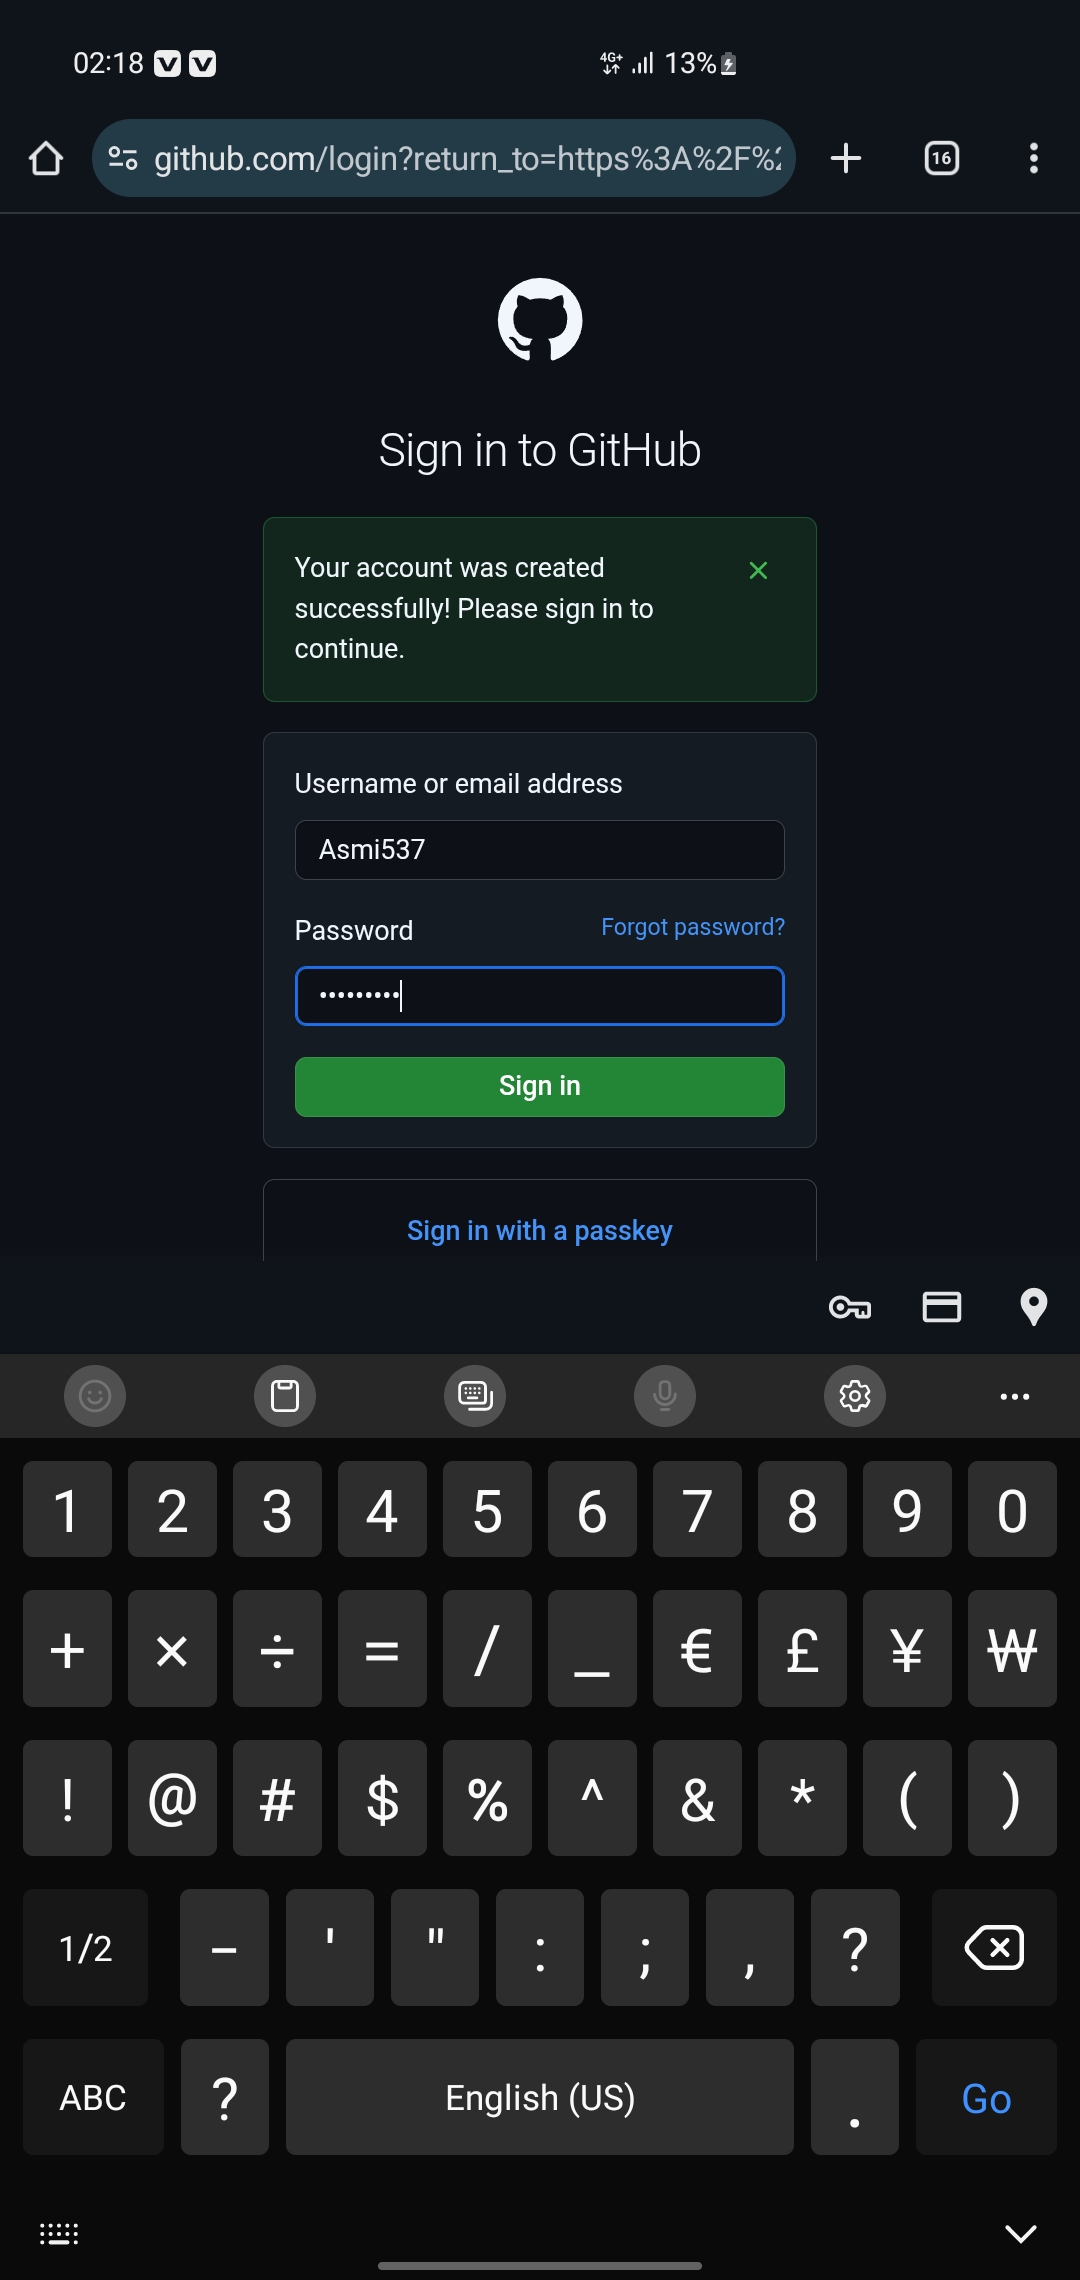 02:18
4G+ 13%
github.com/login?return_to=https%3A%2F%2
16
Sign in to GitHub
Your account was created
successfully! Please sign in to
continue.
Username or email address
Asmi537
Password Forgot password?
•••••••••
Sign in
Sign in with a passkey
1 2 3 4 5 6 7 8 9 0
+ × ÷ = / _ € £ ¥ ₩
! @ # $ % ^ & * ( )
1/2 - ' " : ; , ?
ABC ? English (US) . Go